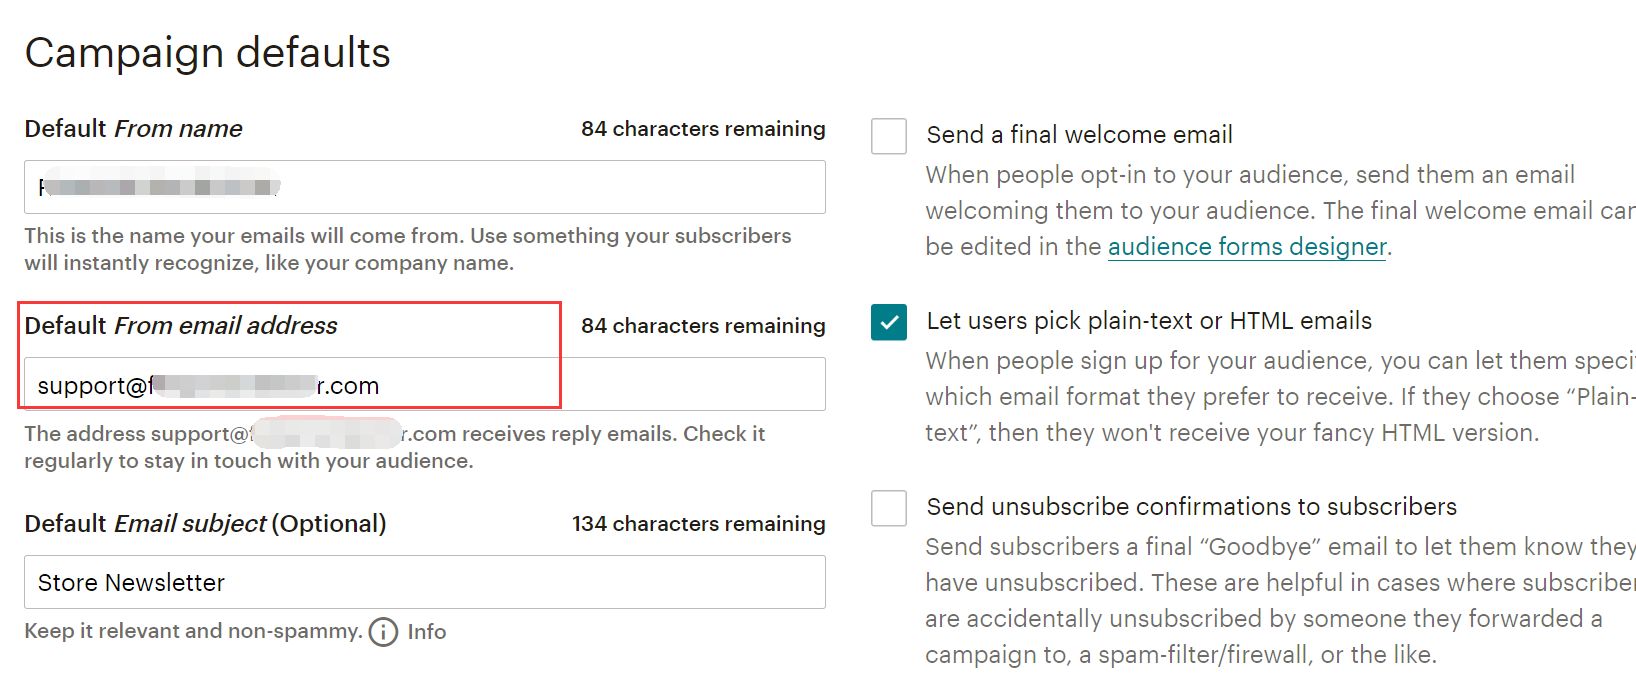 Campaign defaults
Default From name
84 characters remaining
This is the name your emails will come from. Use something your subscribers
will instantly recognize, like your company name.
Default From email address
84 characters remaining
support@f r.com
The address support@ r.com receives reply emails. Check it
regularly to stay in touch with your audience.
Default Email subject (Optional)
134 characters remaining
Store Newsletter
Keep it relevant and non-spammy. i Info
Send a final welcome email
When people opt-in to your audience, send them an email
welcoming them to your audience. The final welcome email can
be edited in the audience forms designer.
Let users pick plain-text or HTML emails
When people sign up for your audience, you can let them speci
which email format they prefer to receive. If they choose “Plain-
text”, then they won't receive your fancy HTML version.
Send unsubscribe confirmations to subscribers
Send subscribers a final “Goodbye” email to let them know they
have unsubscribed. These are helpful in cases where subscriber
are accidentally unsubscribed by someone they forwarded a
campaign to, a spam-filter/firewall, or the like.